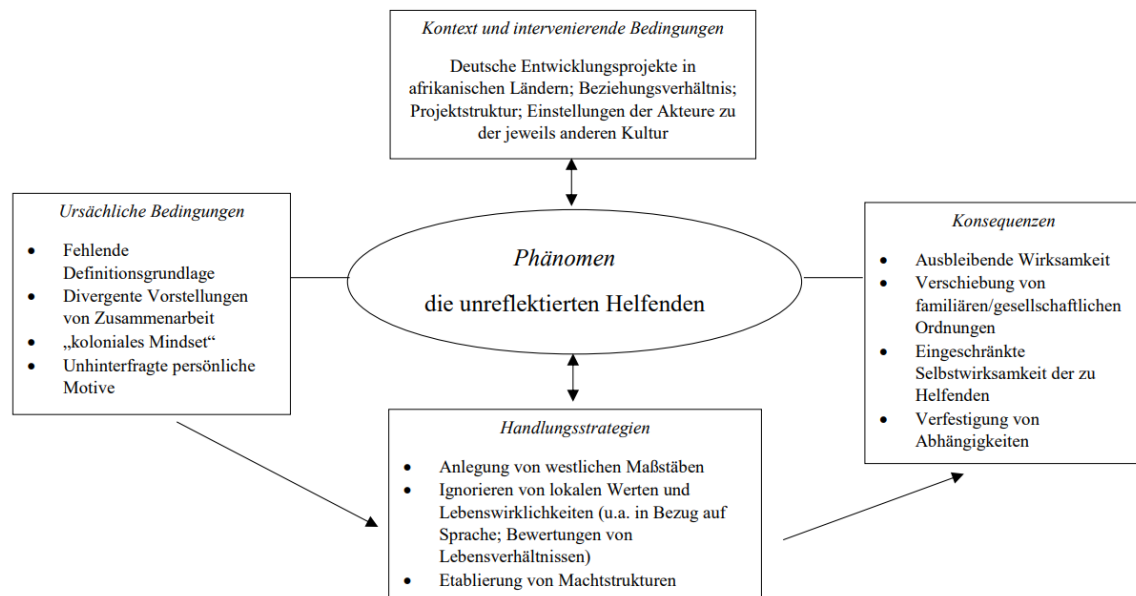 Kontext und intervenierende Bedingungen
Deutsche Entwicklungsprojekte in
afrikanischen Ländern; Beziehungsverhältnis;
Projektstruktur; Einstellungen der Akteure zu
der jeweils anderen Kultur
Ursächliche Bedingungen
• Fehlende
Definitionsgrundlage
• Divergente Vorstellungen
von Zusammenarbeit
• „koloniales Mindset“
• Unhinterfragte persönliche
Motive
Phänomen
die unreflektierten Helfenden
Konsequenzen
• Ausbleibende Wirksamkeit
• Verschiebung von
familiären/gesellschaftlichen
Ordnungen
• Eingeschränkte
Selbstwirksamkeit der zu
Helfenden
• Verfestigung von
Abhängigkeiten
Handlungsstrategien
• Anlegung von westlichen Maßstäben
• Ignorieren von lokalen Werten und
Lebenswirklichkeiten (u.a. in Bezug auf
Sprache; Bewertungen von
Lebensverhältnissen)
• Etablierung von Machtstrukturen